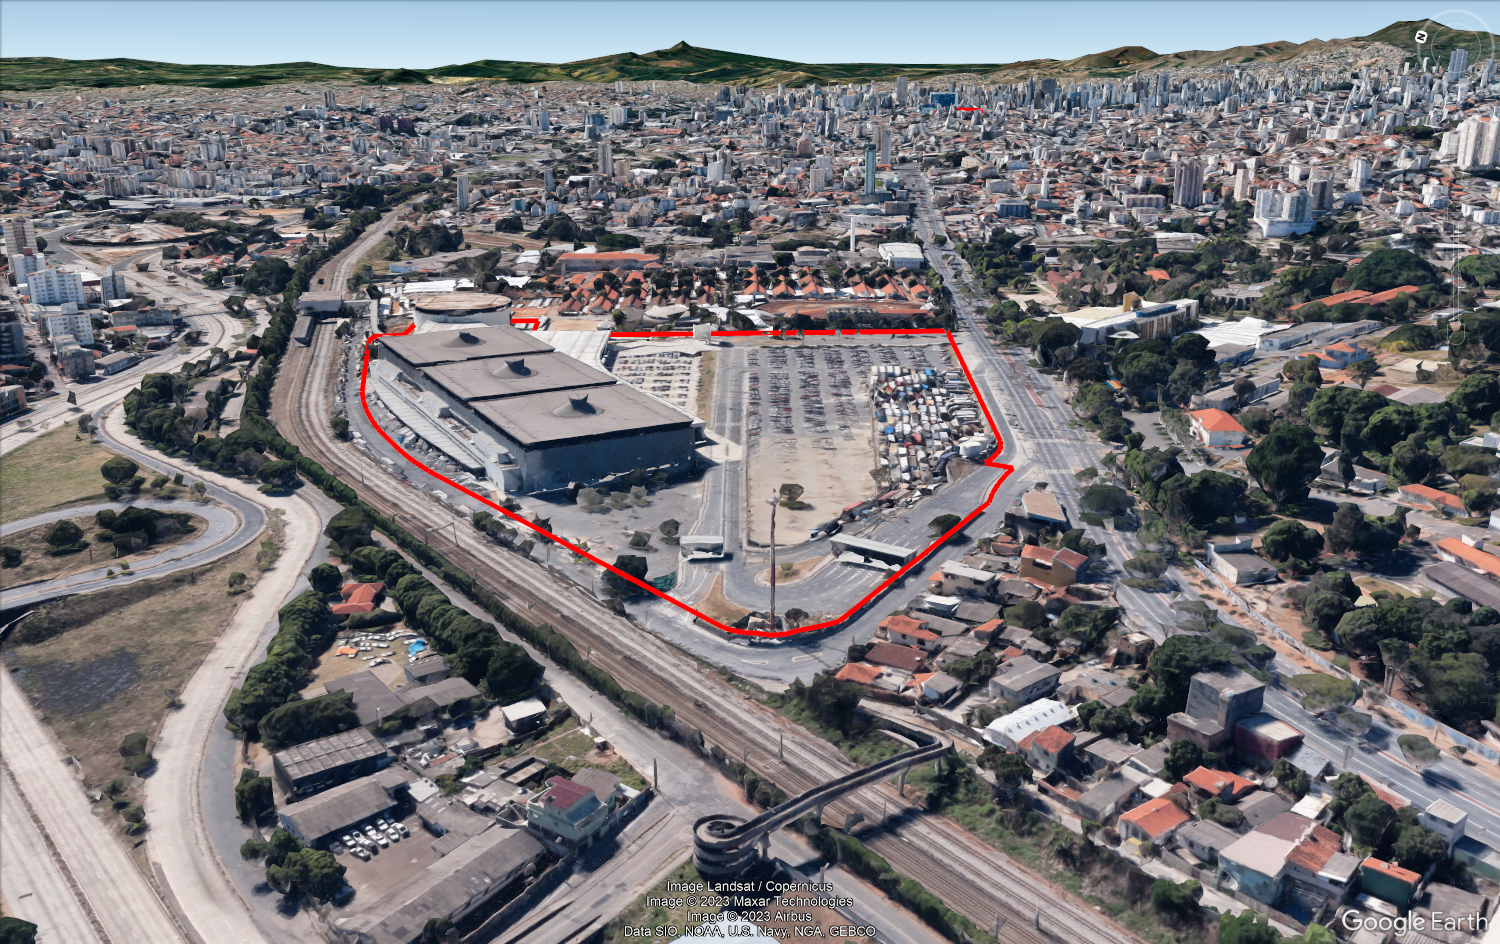 N
Image Landsat / Copernicus
Image © 2023 Maxar Technologies
Image © 2023 Airbus
Data SIO, NOAA, U.S. Navy, NGA, GEBCO
Google Earth